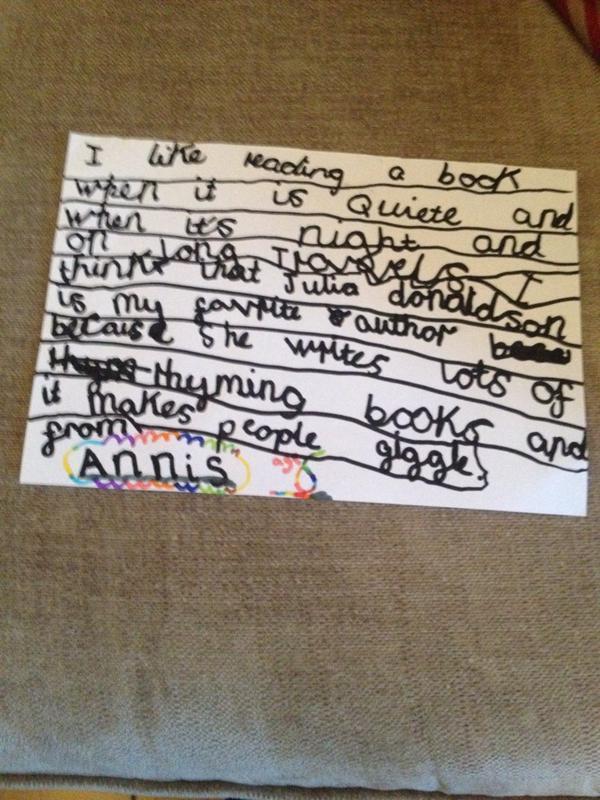 I like reading a book
when it is Quiete and
when it's night and
on Long Travels I
think that Julia donaldson
is my favrite author
because she writes lots of
rhyming books and
it makes people giggle.
from
Annis
age